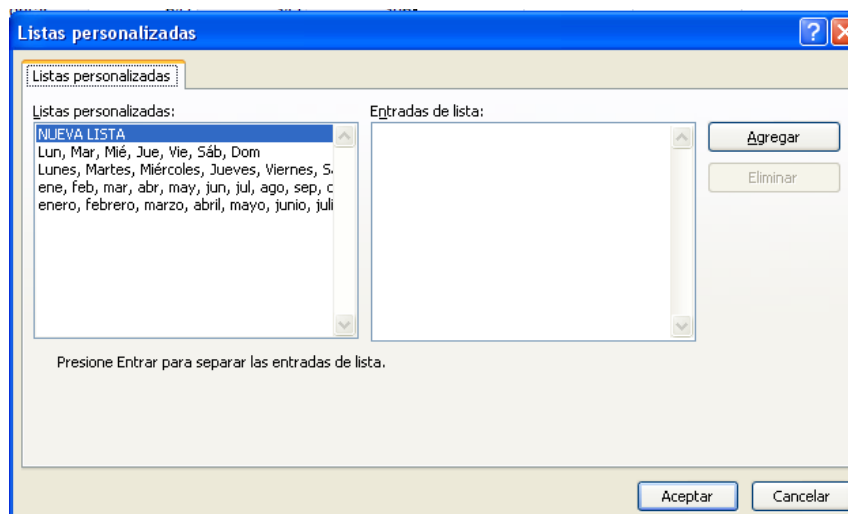 Listas personalizadas
Listas personalizadas
Listas personalizadas:
NUEVA LISTA
Lun, Mar, Mié, Jue, Vie, Sáb, Dom
Lunes, Martes, Miércoles, Jueves, Viernes,
ene, feb, mar, abr, may, jun, jul, ago, sep,
enero, febrero, marzo, abril, mayo, junio, juli
Entradas de lista:
Agregar
Eliminar
Presione Entrar para separar las entradas de lista.
Aceptar
Cancelar